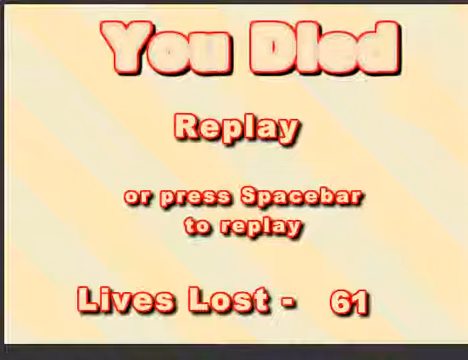 You Died
Replay
or press Spacebar
to replay
Lives Lost - 61